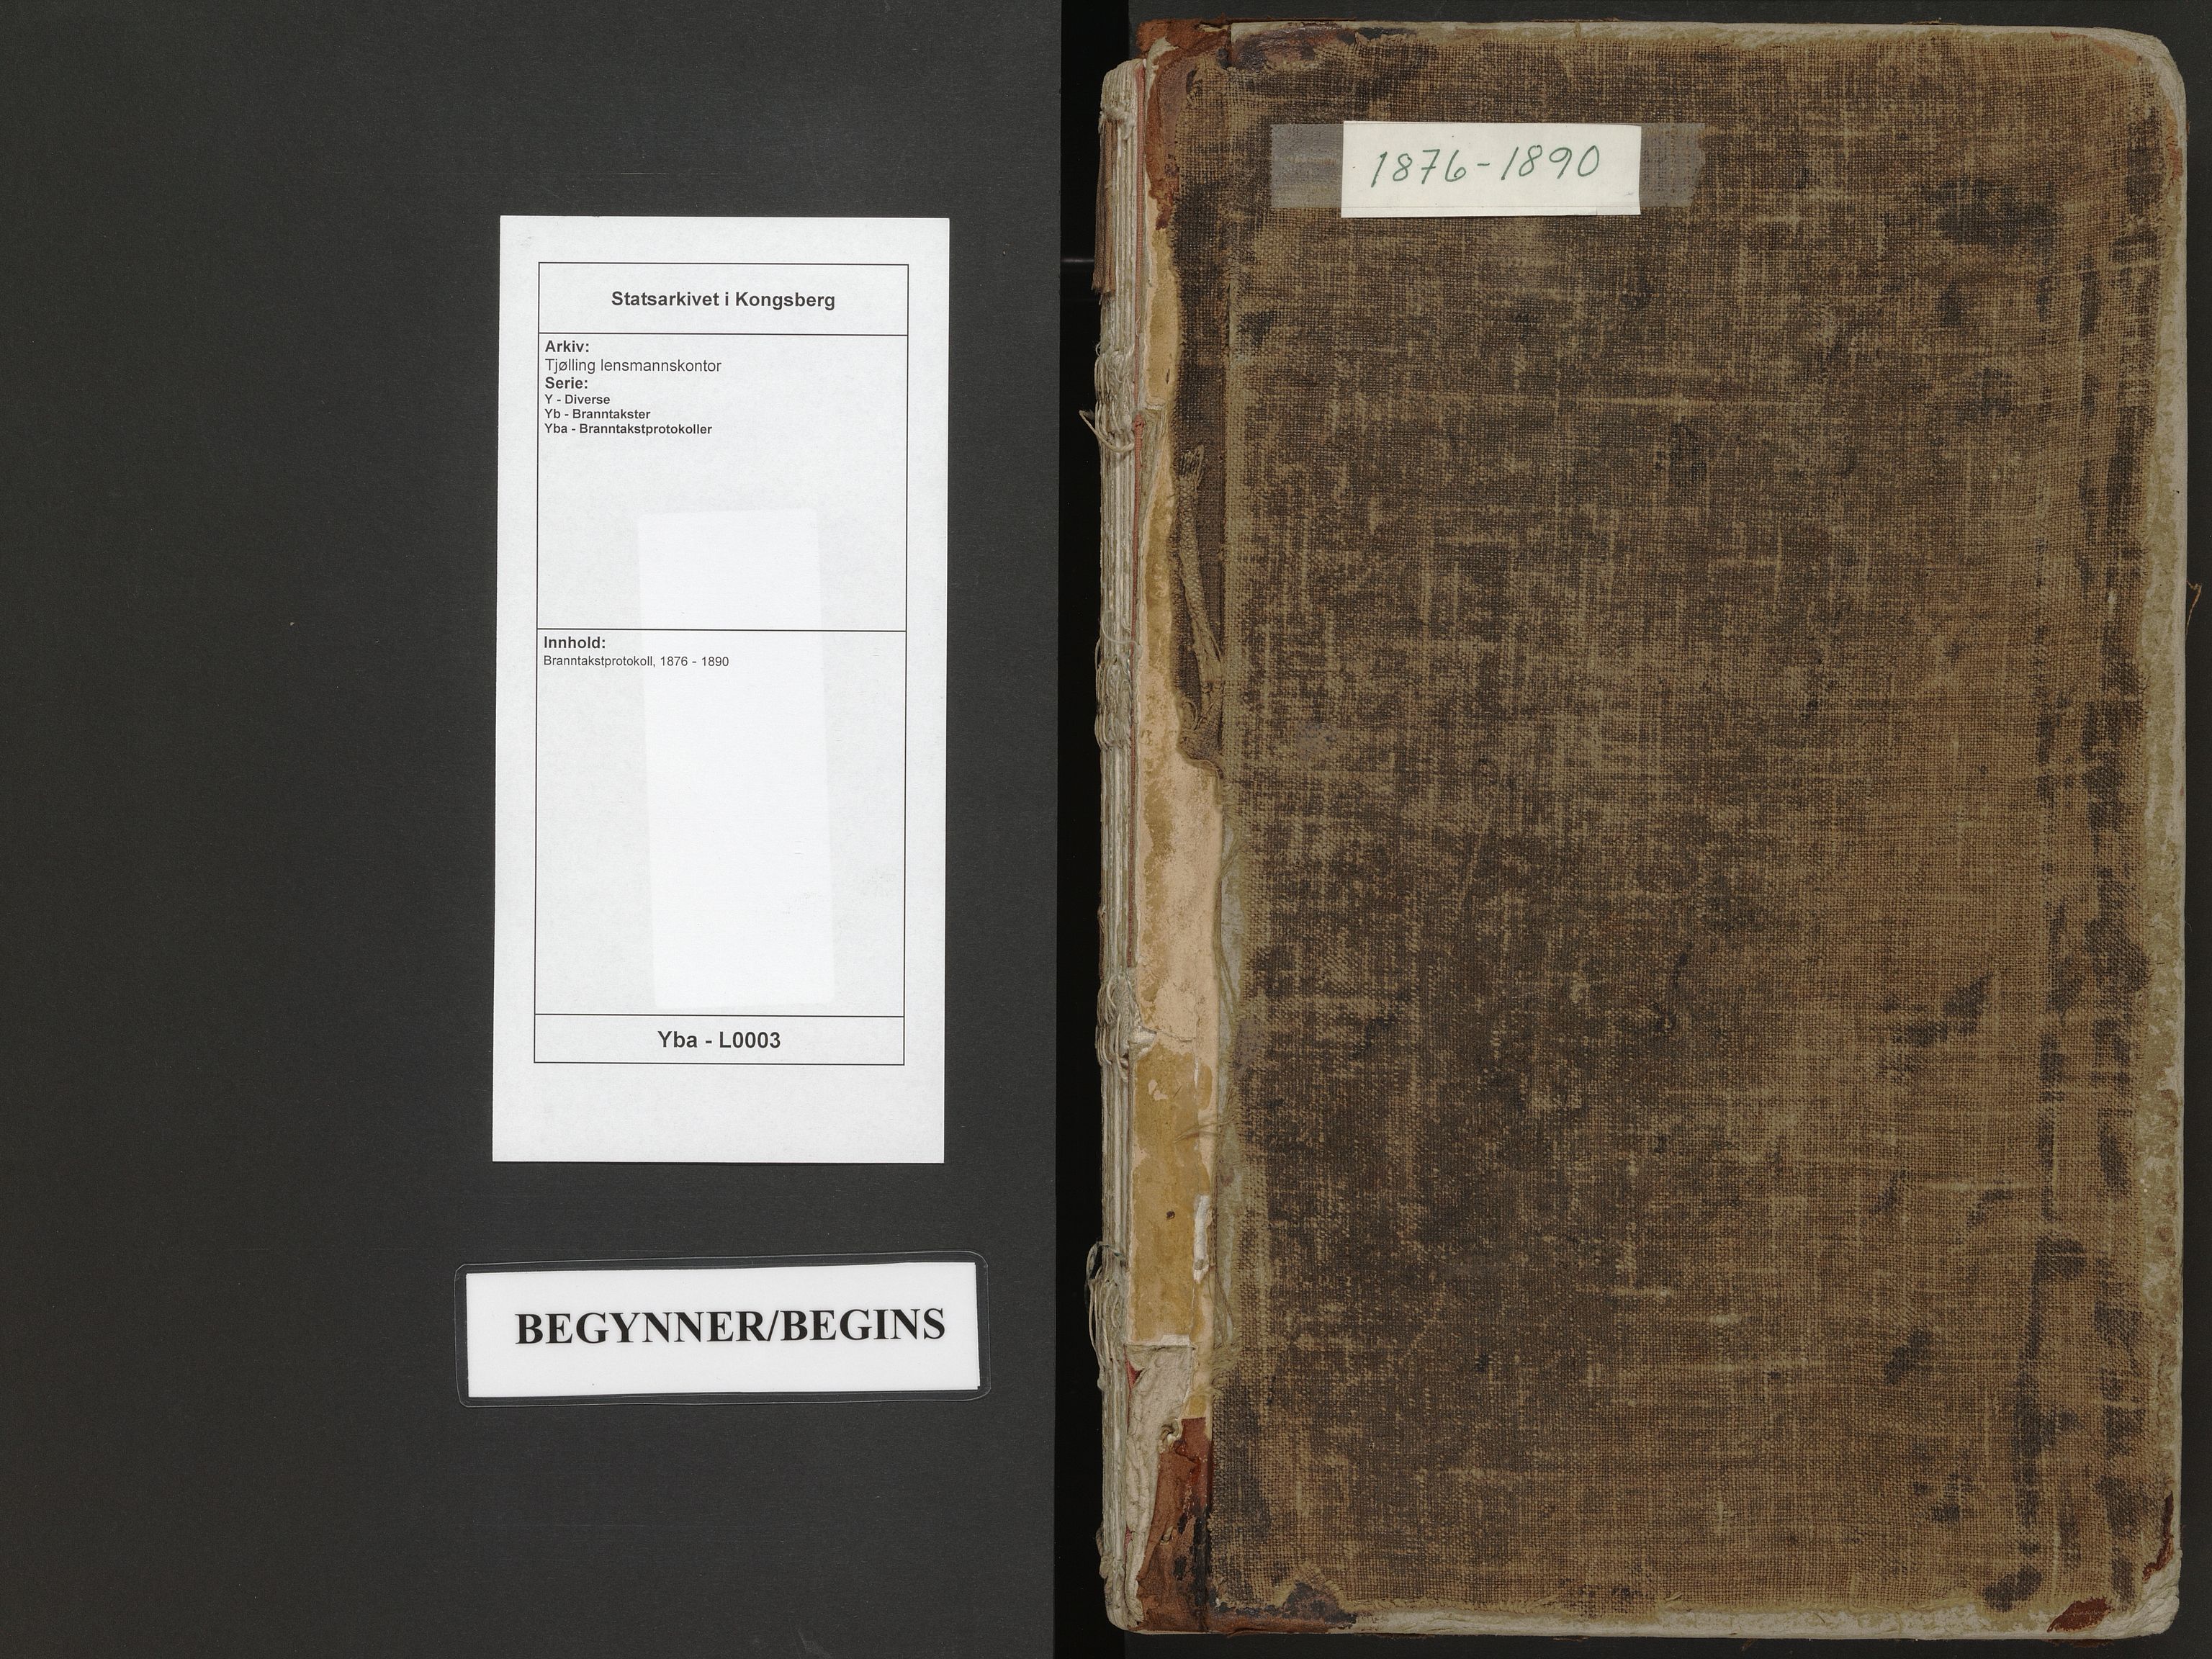 Statsarkivet i Kongsberg
Arkiv:
Tjølling lensmannskontor
Serie:
Y - Diverse
Yb - Branntakster
Yba - Branntakstprotokoller
Innhold:
Branntakstprotokoll, 1876 - 1890
Yba - L0003
BEGYNNER/BEGINS
1876-1890